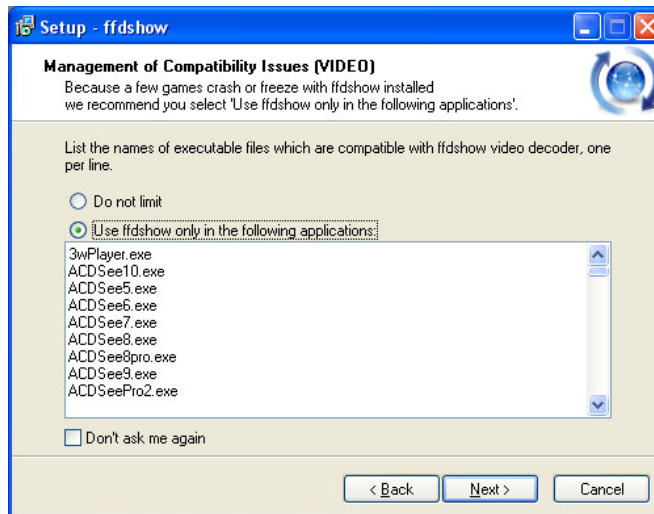 Setup - ffdshow
Management of Compatibility Issues (VIDEO)
Because a few games crash or freeze with ffdshow installed
we recommend you select 'Use ffdshow only in the following applications'.
List the names of executable files which are compatible with ffdshow video decoder, one
per line.
Do not limit
Use ffdshow only in the following applications:
3wPlayer.exe
ACDSee10.exe
ACDSee5.exe
ACDSee6.exe
ACDSee7.exe
ACDSee8.exe
ACDSee8pro.exe
ACDSee9.exe
ACDSeePro2.exe
Don't ask me again
< Back Next > Cancel